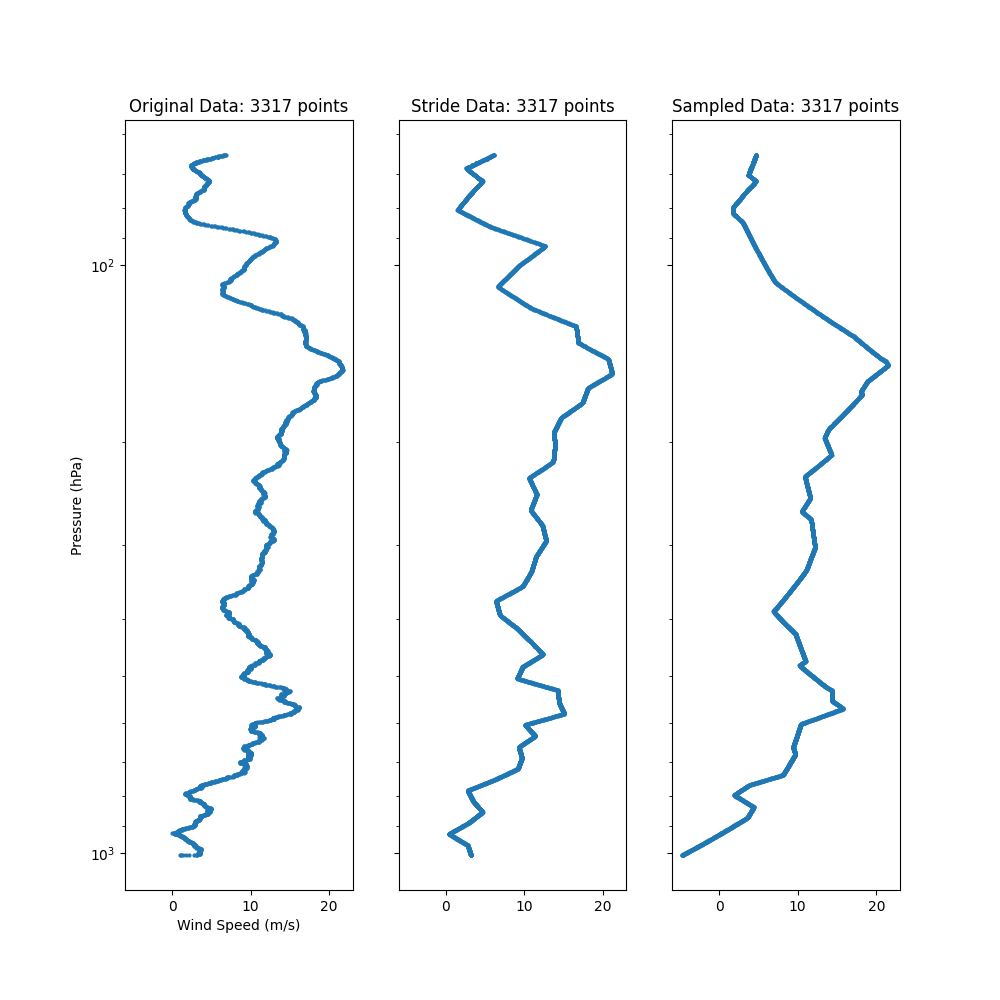 Original Data: 3317 points
Stride Data: 3317 points
Sampled Data: 3317 points
Pressure (hPa)
10²
10³
0 10 20
0 10 20
0 10 20
Wind Speed (m/s)